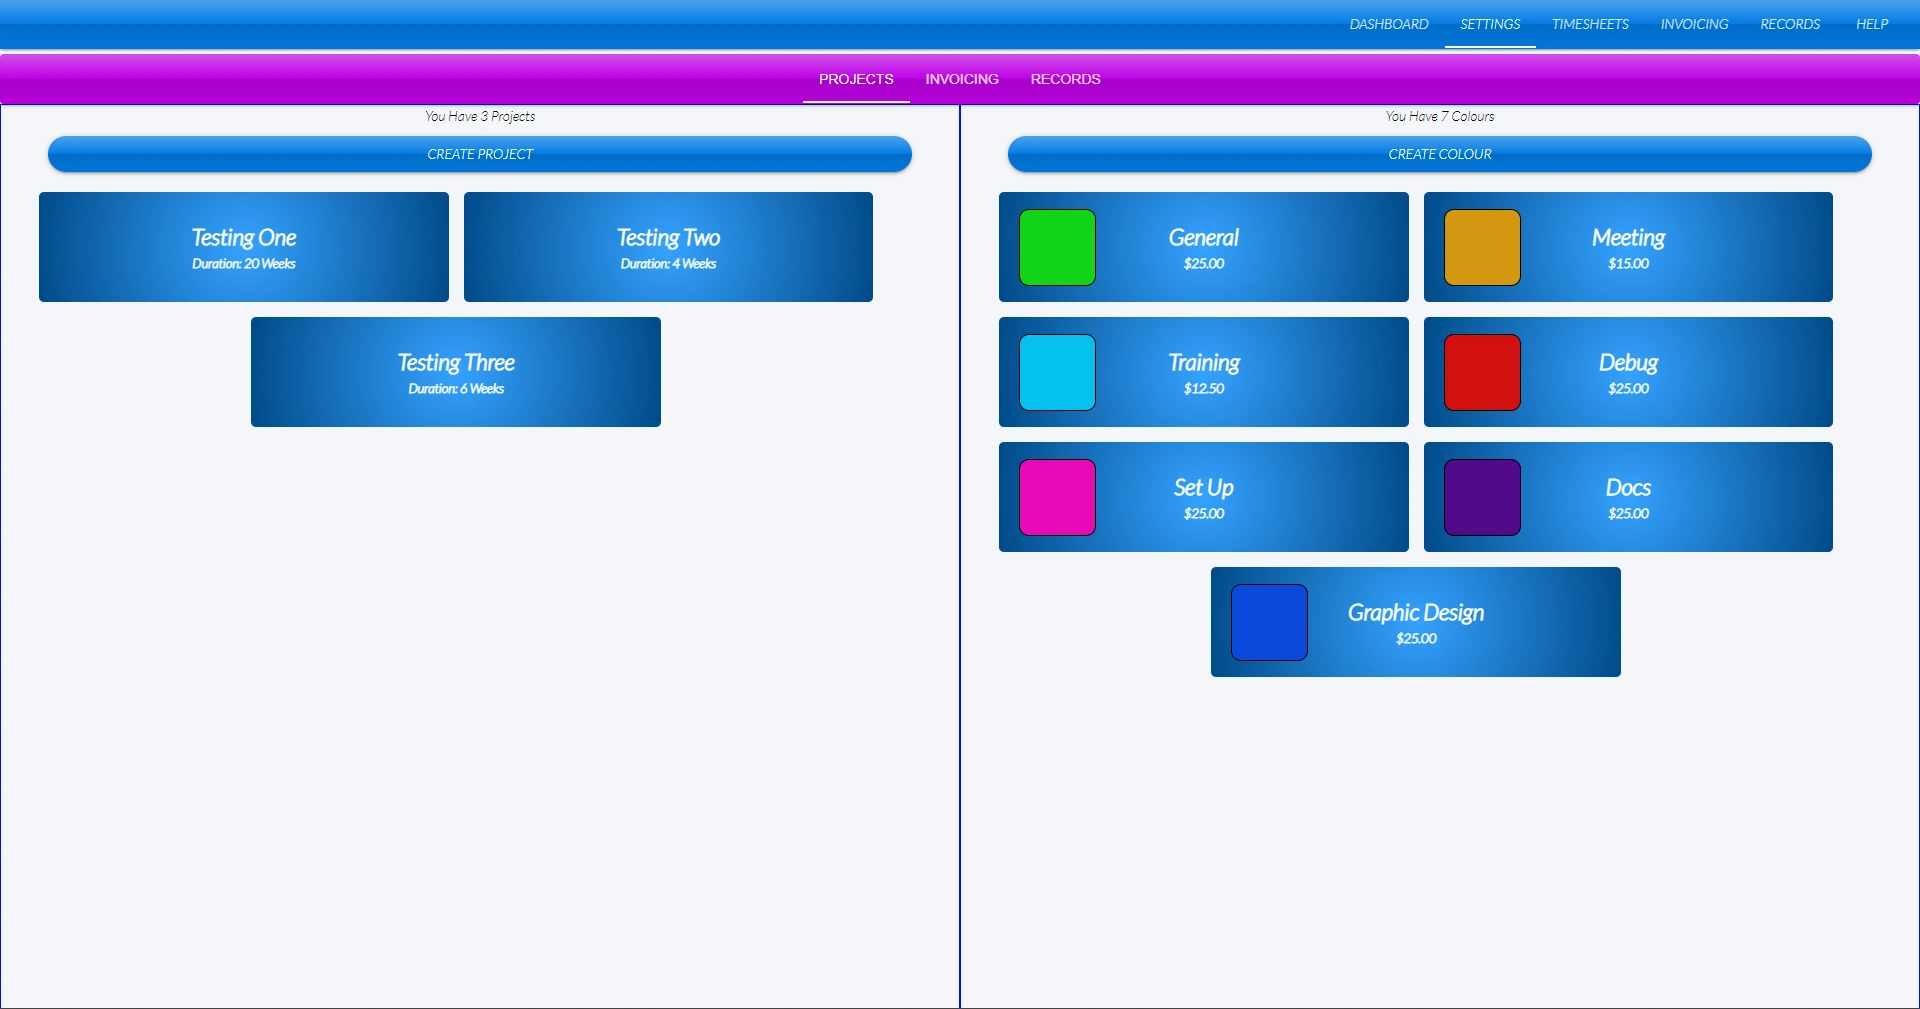 DASHBOARD SETTINGS TIMESHEETS INVOICING RECORDS HELP
PROJECTS INVOICING RECORDS
You Have 3 Projects
CREATE PROJECT
Testing One
Duration: 20 Weeks
Testing Two
Duration: 4 Weeks
Testing Three
Duration: 6 Weeks
You Have 7 Colours
CREATE COLOUR
General
$25.00
Meeting
$15.00
Training
$12.50
Debug
$25.00
Set Up
$25.00
Docs
$25.00
Graphic Design
$25.00